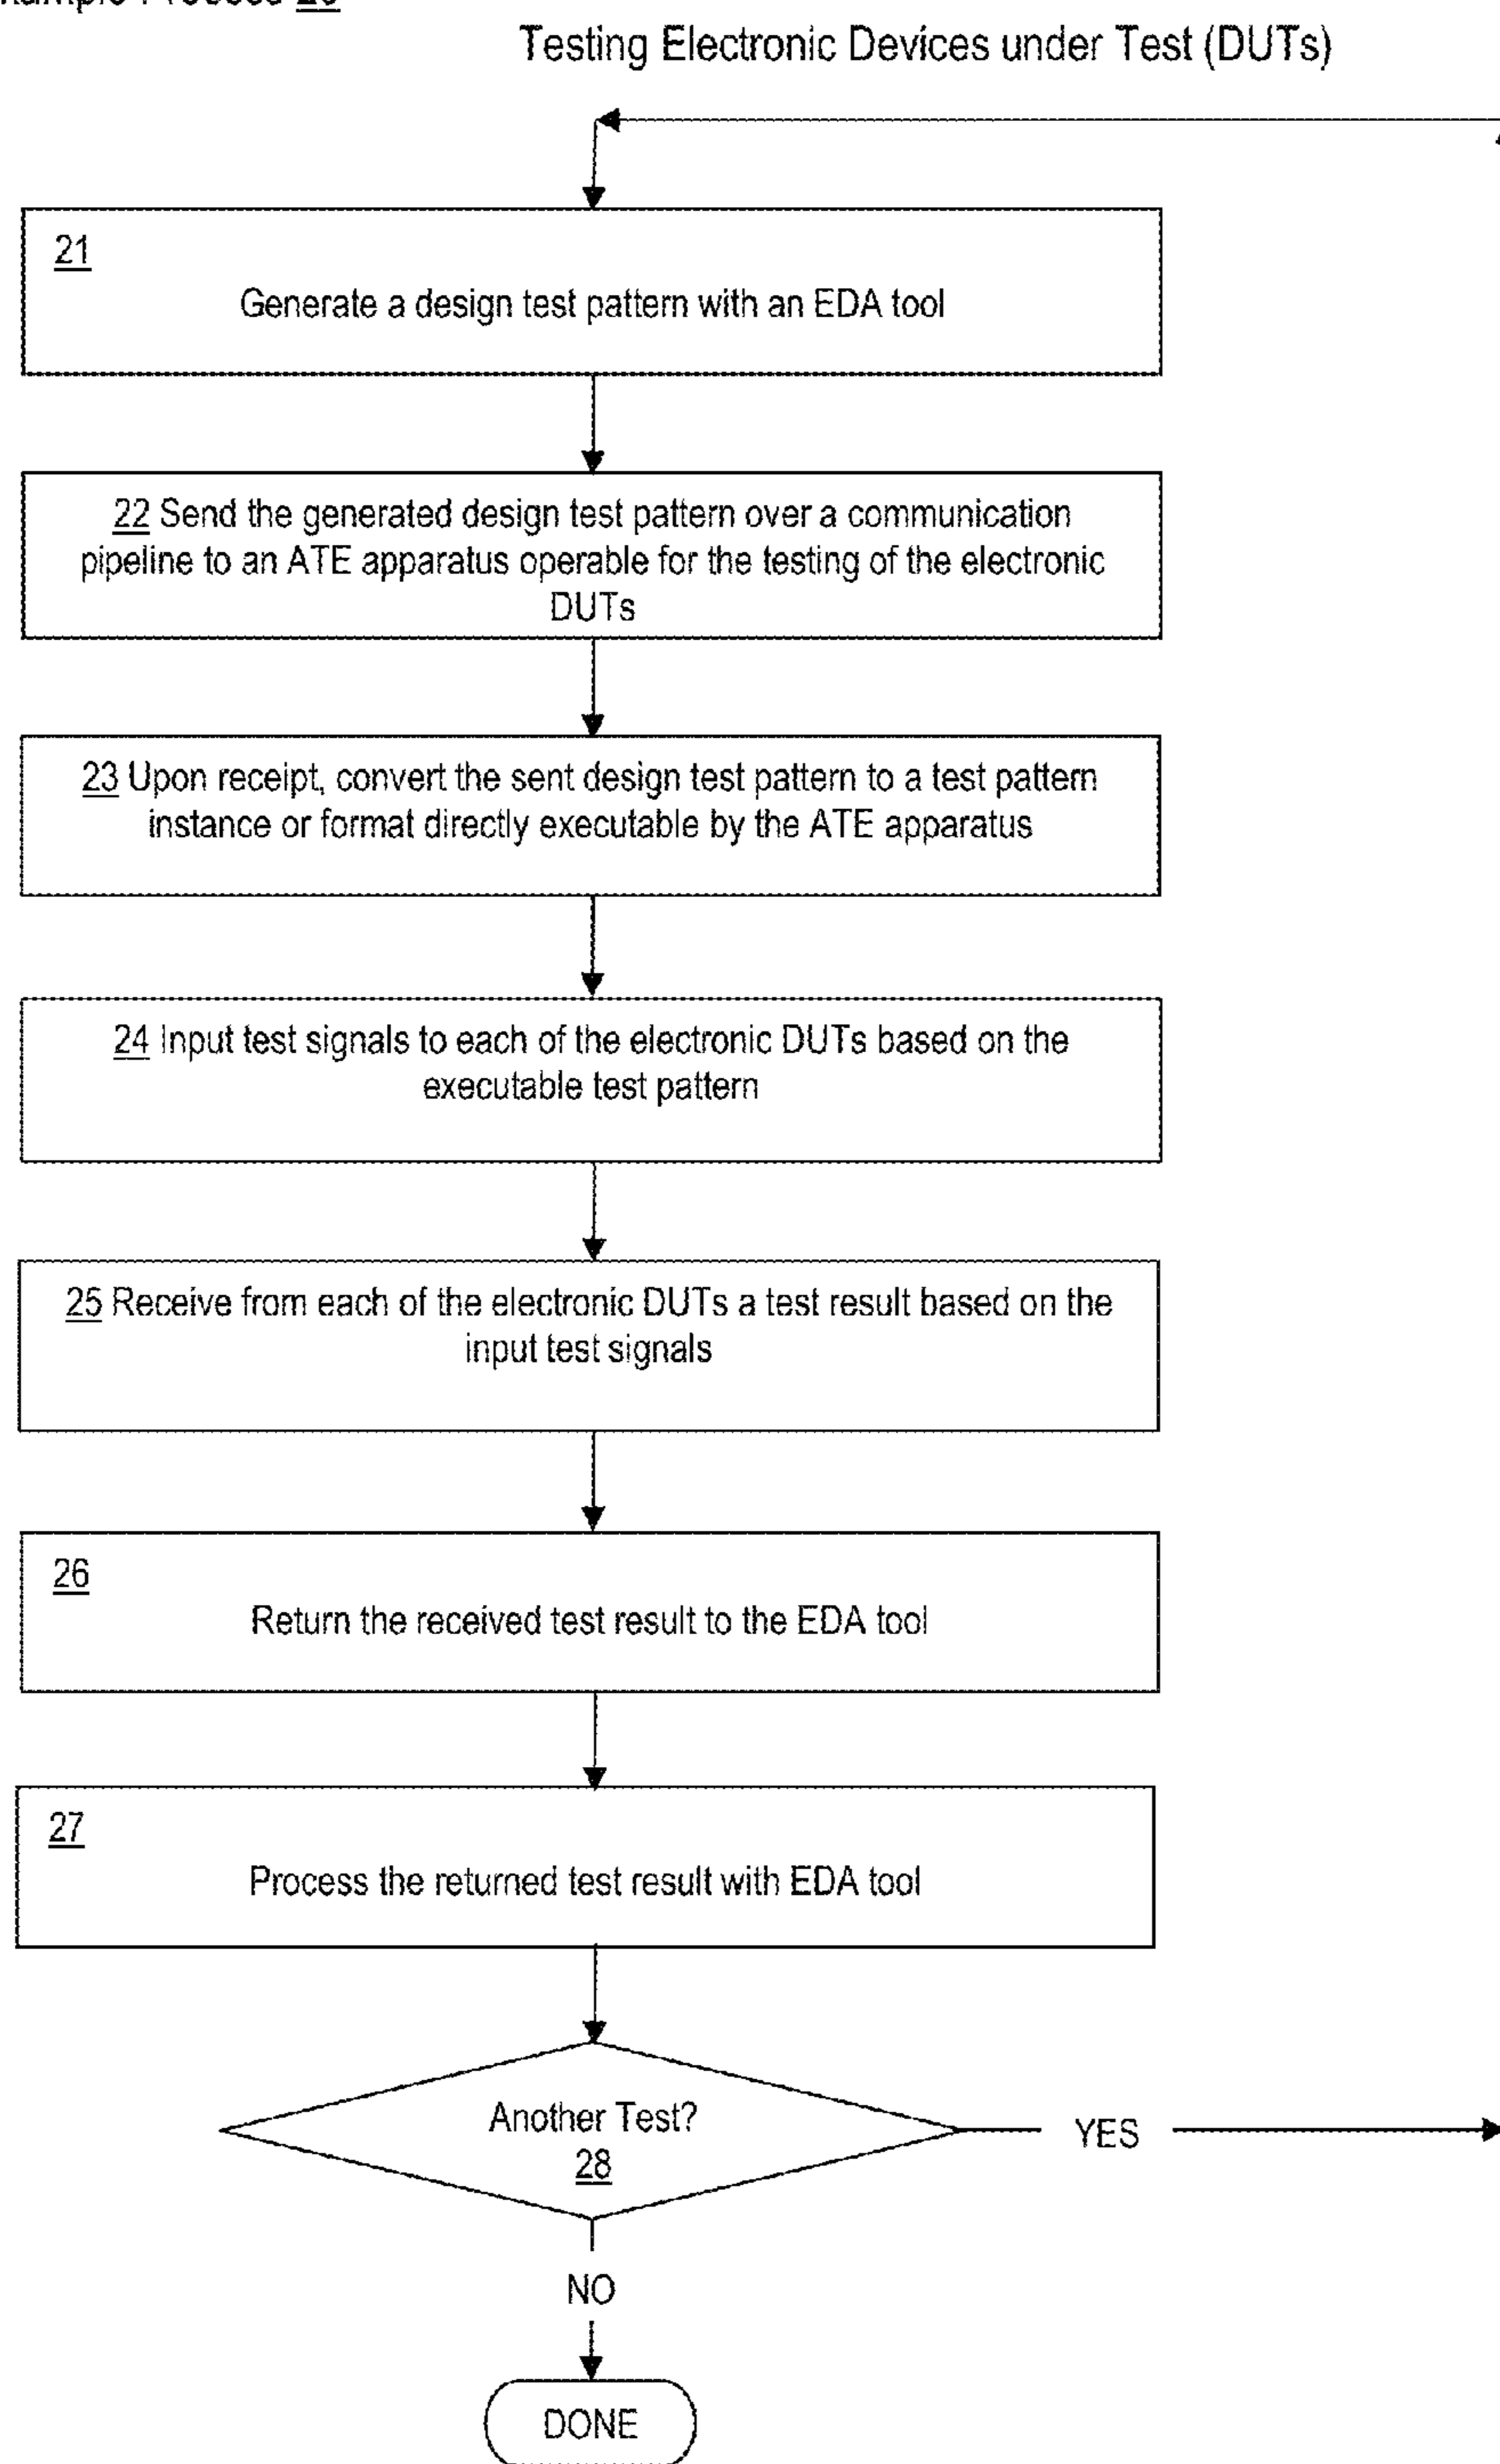 Testing Electronic Devices under Test (DUTs)
21
Generate a design test pattern with an EDA tool
22 Send the generated design test pattern over a communication
pipeline to an ATE apparatus operable for the testing of the electronic
DUTs
23 Upon receipt, convert the sent design test pattern to a test pattern
instance or format directly executable by the ATE apparatus
24 Input test signals to each of the electronic DUTs based on the
executable test pattern
25 Receive from each of the electronic DUTs a test result based on the
input test signals
26
Return the received test result to the EDA tool
27
Process the returned test result with EDA tool
Another Test?
28
YES
NO
DONE